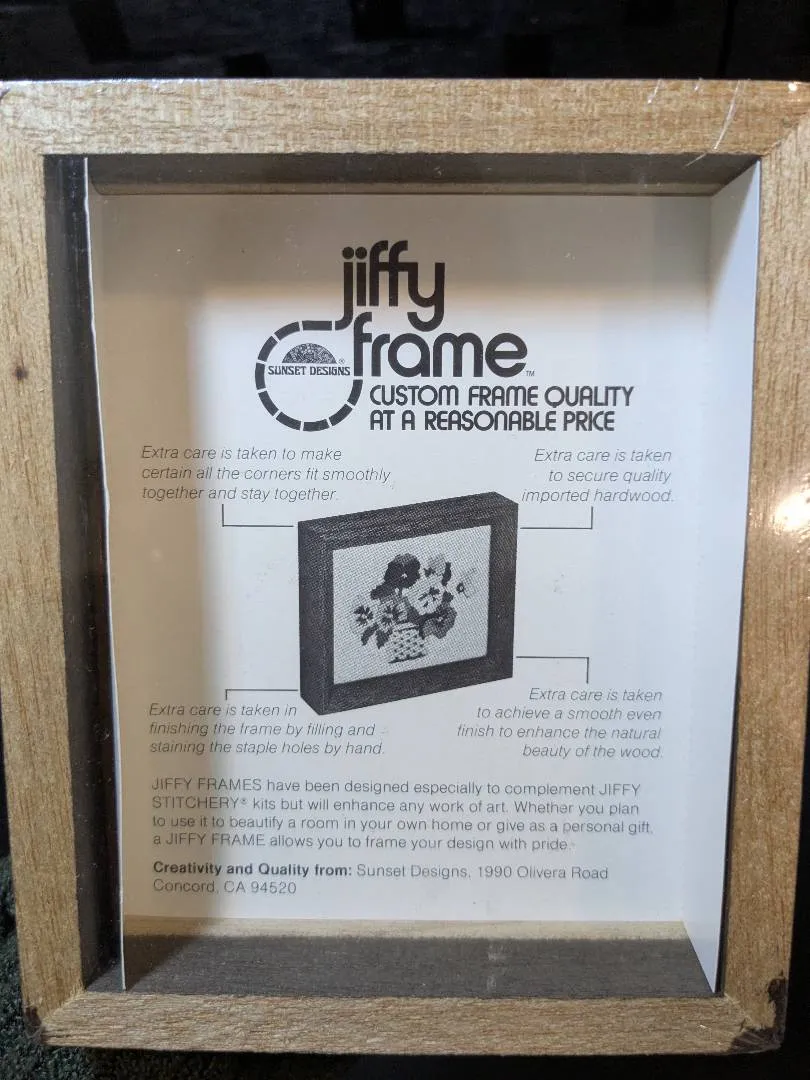 jiffy
frame™
SUNSET DESIGNS®
CUSTOM FRAME QUALITY
AT A REASONABLE PRICE
Extra care is taken to make
certain all the corners fit smoothly
together and stay together.
Extra care is taken
to secure quality
imported hardwood.
Extra care is taken in
finishing the frame by filling and
staining the staple holes by hand.
Extra care is taken
to achieve a smooth even
finish to enhance the natural
beauty of the wood.
JIFFY FRAMES have been designed especially to complement JIFFY
STITCHERY® kits but will enhance any work of art. Whether you plan
to use it to beautify a room in your own home or give as a personal gift,
a JIFFY FRAME allows you to frame your design with pride.
Creativity and Quality from: Sunset Designs, 1990 Olivera Road
Concord, CA 94520